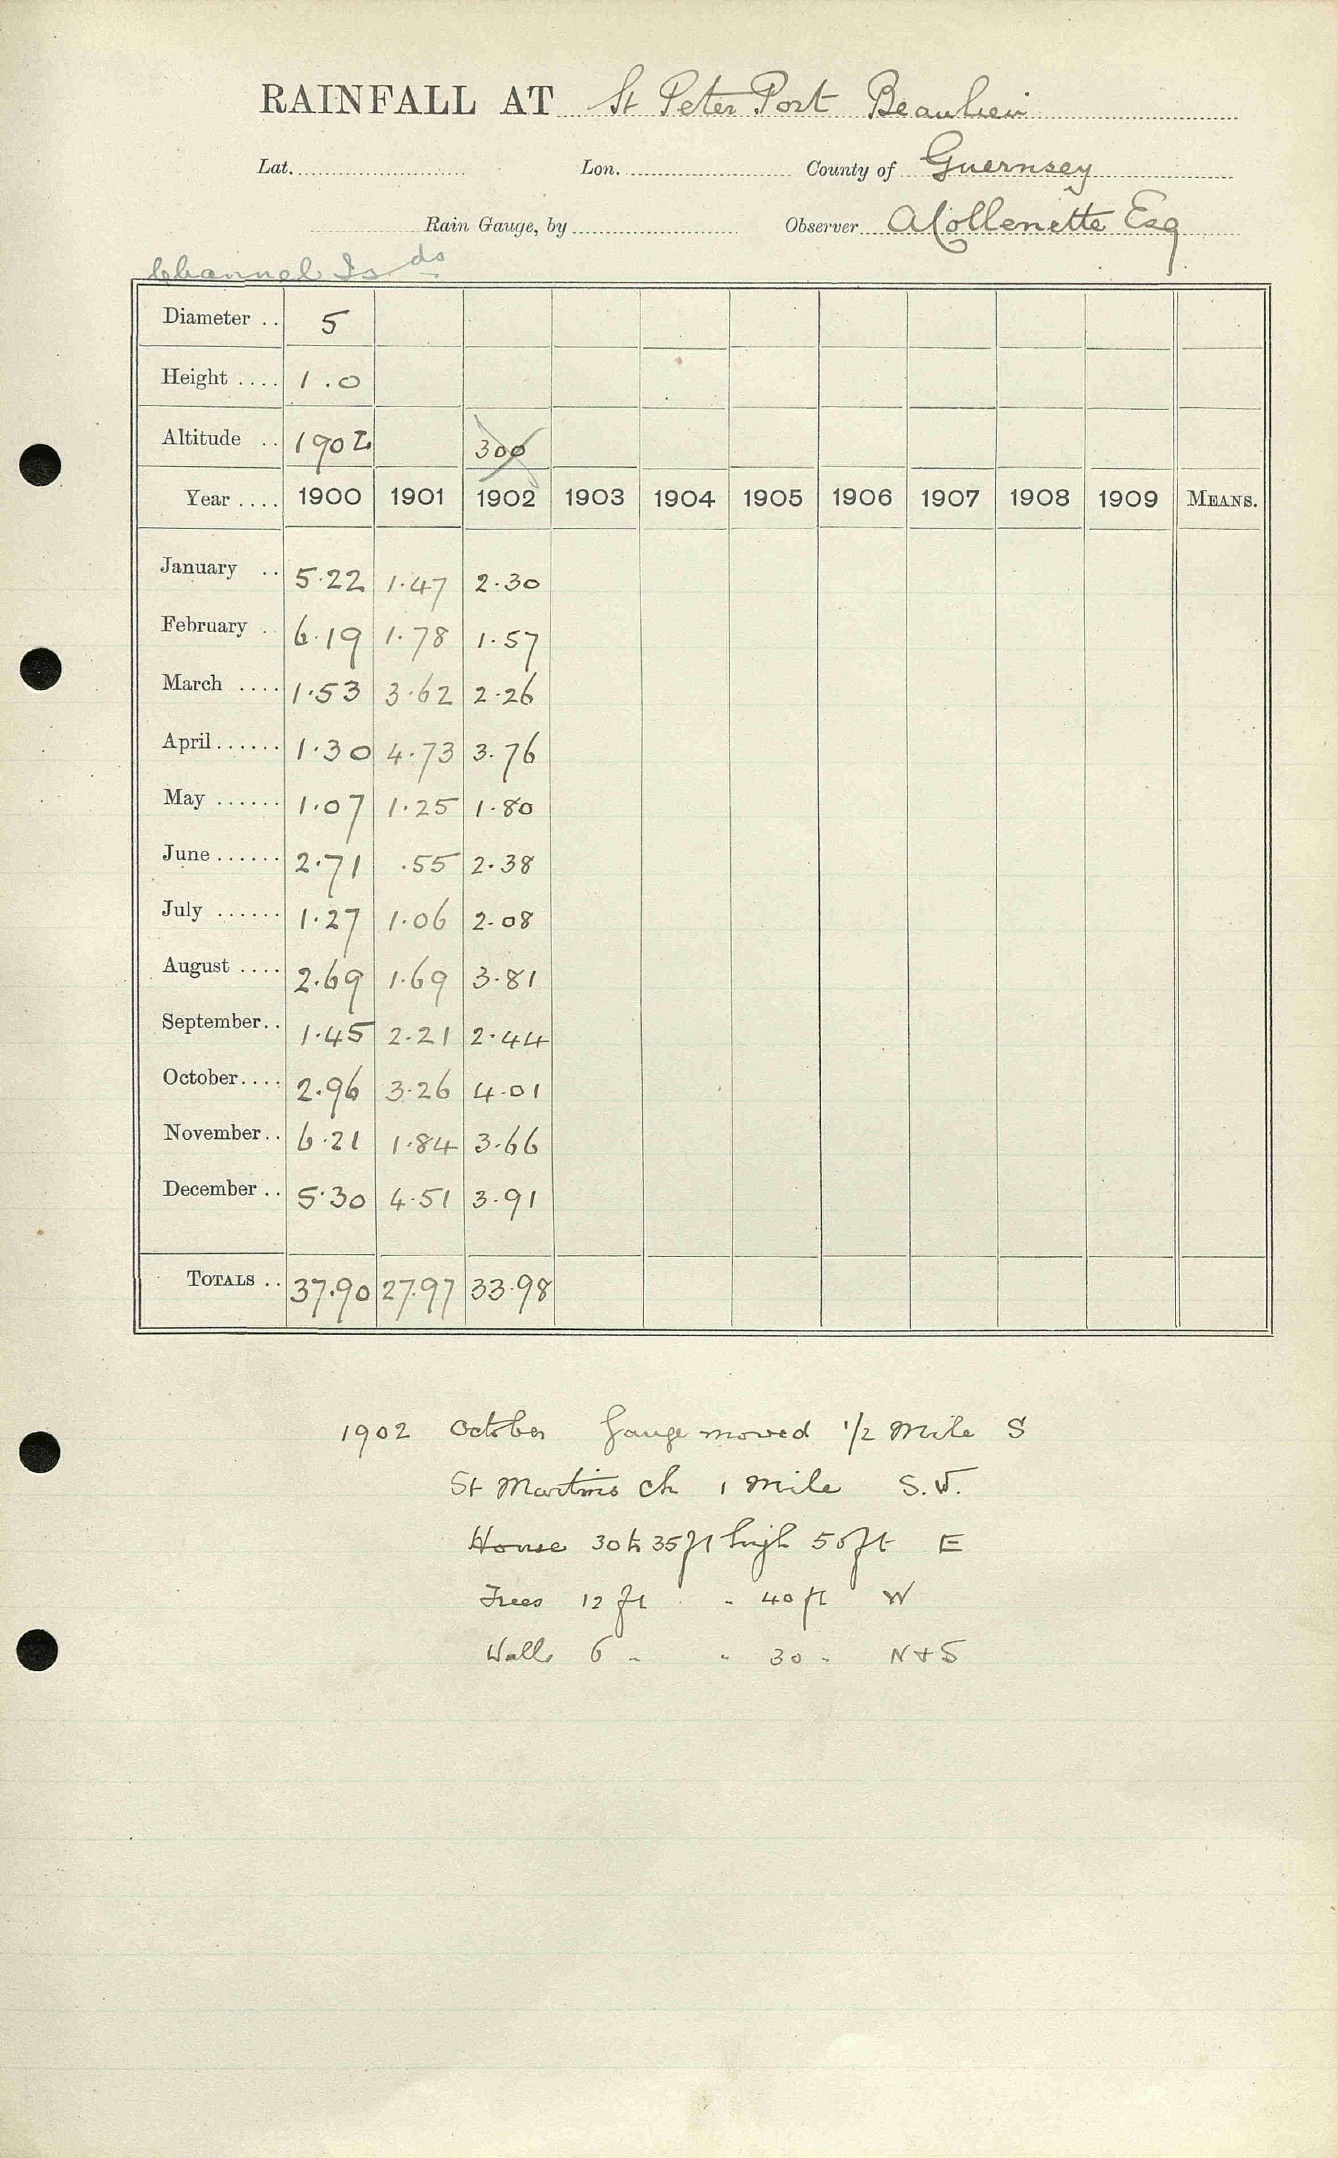 RAINFALL AT St Peter Port Beaulieu
Lat. Lon. County of Guernsey
Rain Gauge, by Observer A Collenette Esq
Channel Is ds
Diameter .. 5
Height .... 1.0
Altitude .. 1902 300
Year .... 1900 1901 1902 1903 1904 1905 1906 1907 1908 1909 MEANS.
January .. 5.22 1.47 2.30
February .. 6.19 1.78 1.57
March .... 1.53 3.62 2.26
April...... 1.30 4.73 3.76
May ...... 1.07 1.25 1.80
June ...... 2.71 .55 2.38
July ...... 1.27 1.06 2.08
August .... 2.69 1.69 3.81
September.. 1.45 2.21 2.44
October.... 2.96 3.26 4.01
November.. 6.21 1.84 3.66
December .. 5.30 4.51 3.91
TOTALS .. 37.90 27.97 33.98
1902 October Gauge moved 1/2 Mile S
St Martins Ch 1 Mile S.W.
House 30 to 35 ft high 50 ft E
Trees 12 ft " 40 ft W
Walls 6 " " 30 " N + S